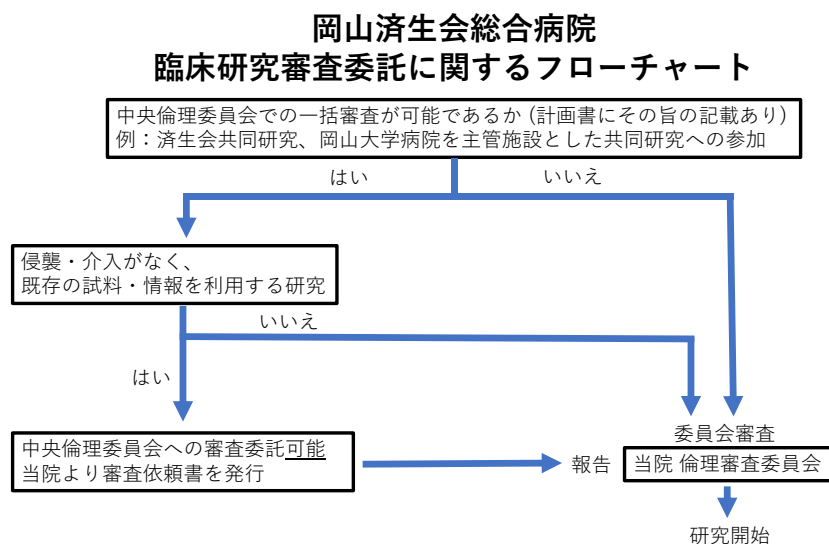 岡山済生会総合病院
臨床研究審査委託に関するフローチャート
中央倫理委員会での一括審査が可能であるか (計画書にその旨の記載あり)
例：済生会共同研究、岡山大学病院を主管施設とした共同研究への参加
はい
いいえ
侵襲・介入がなく、
既存の試料・情報を利用する研究
いいえ
はい
中央倫理委員会への審査委託可能
当院より審査依頼書を発行
報告
委員会審査
当院 倫理審査委員会
研究開始